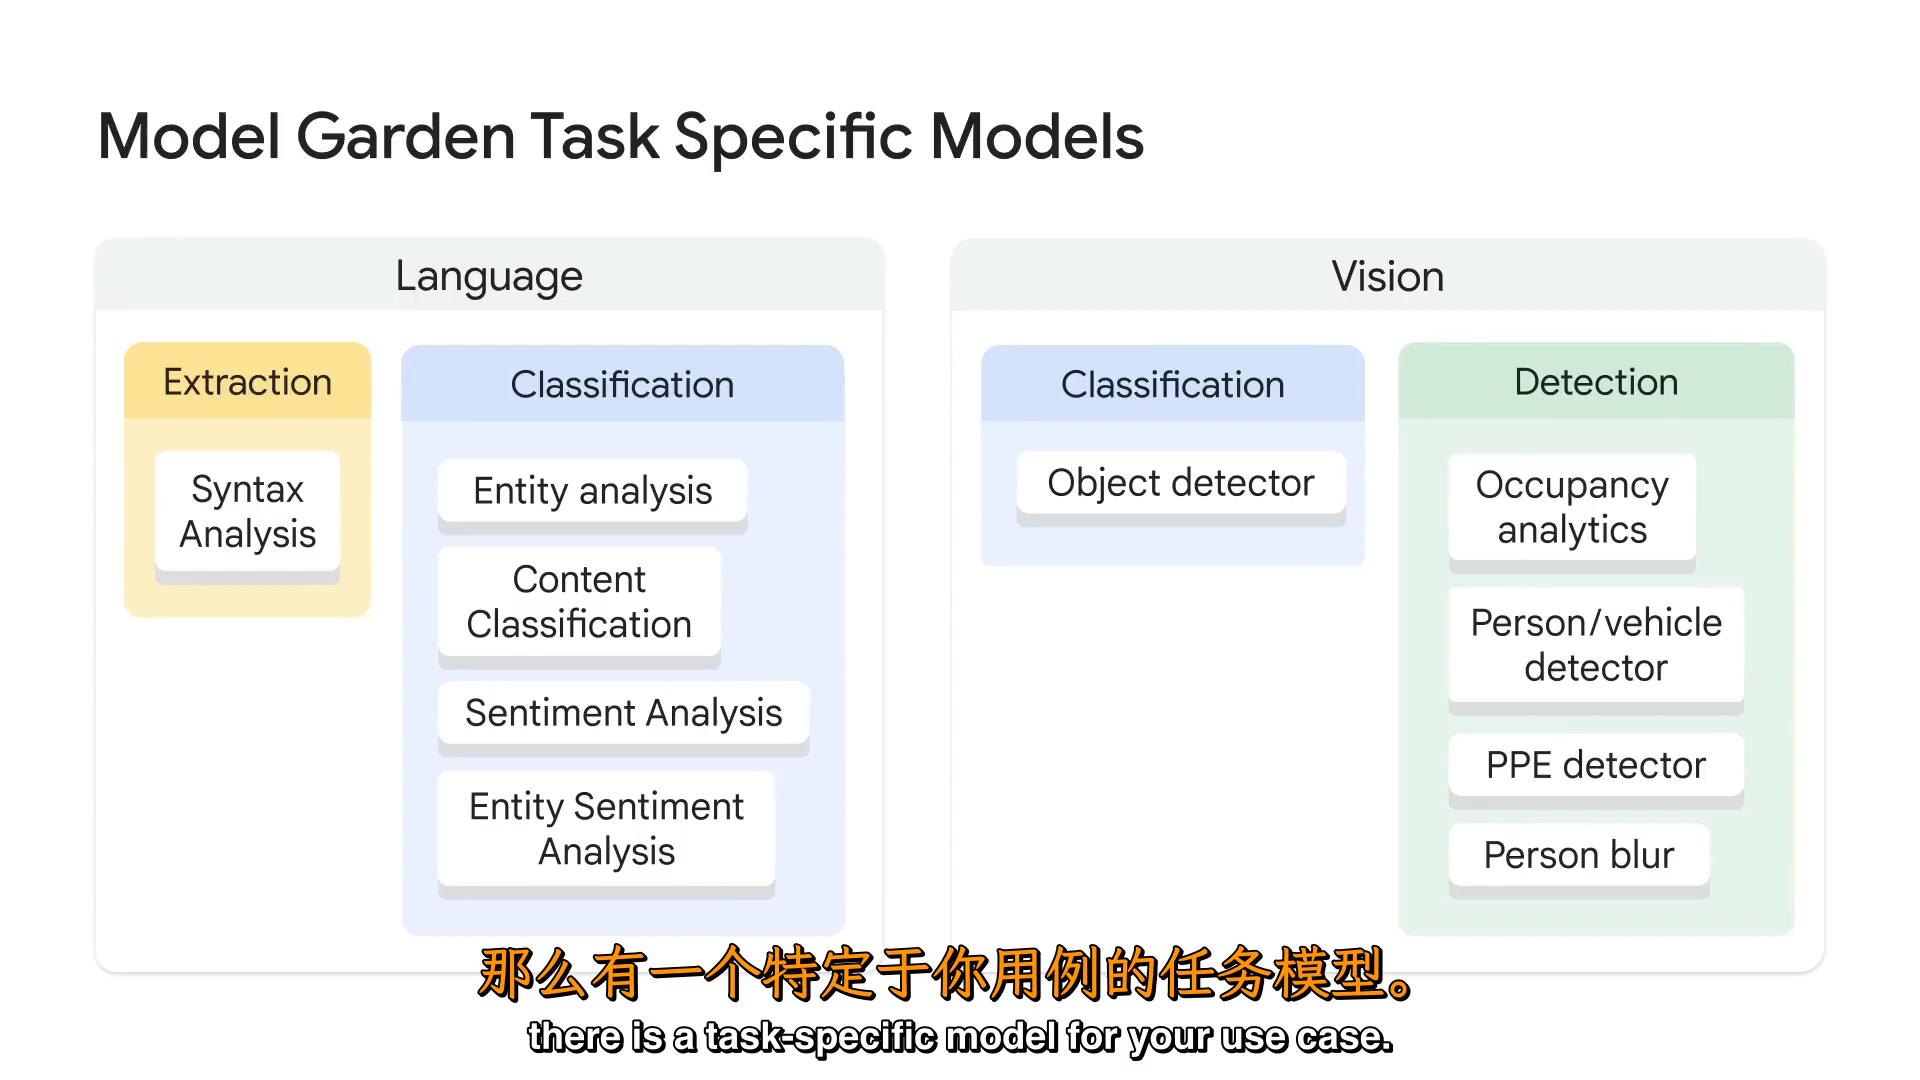 Model Garden Task Specific Models
Language
Extraction
Syntax
Analysis
Classification
Entity analysis
Content
Classification
Sentiment Analysis
Entity Sentiment
Analysis
Vision
Classification
Object detector
Detection
Occupancy
analytics
Person/vehicle
detector
PPE detector
Person blur
那么有一个特定于你用例的任务模型。
there is a task-specific model for your use case.